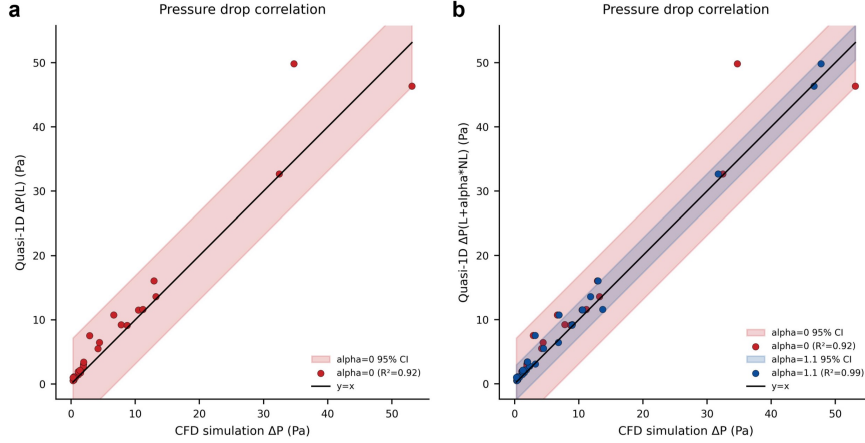 a
Pressure drop correlation
Quasi-1D ΔP(L) (Pa)
50
40
30
20
10
0
alpha=0 95% CI
alpha=0 (R²=0.92)
y=x
0 10 20 30 40 50
CFD simulation ΔP (Pa)
b
Pressure drop correlation
Quasi-1D ΔP(L+alpha*NL) (Pa)
50
40
30
20
10
0
alpha=0 95% CI
alpha=0 (R²=0.92)
alpha=1.1 95% CI
alpha=1.1 (R²=0.99)
y=x
0 10 20 30 40 50
CFD simulation ΔP (Pa)